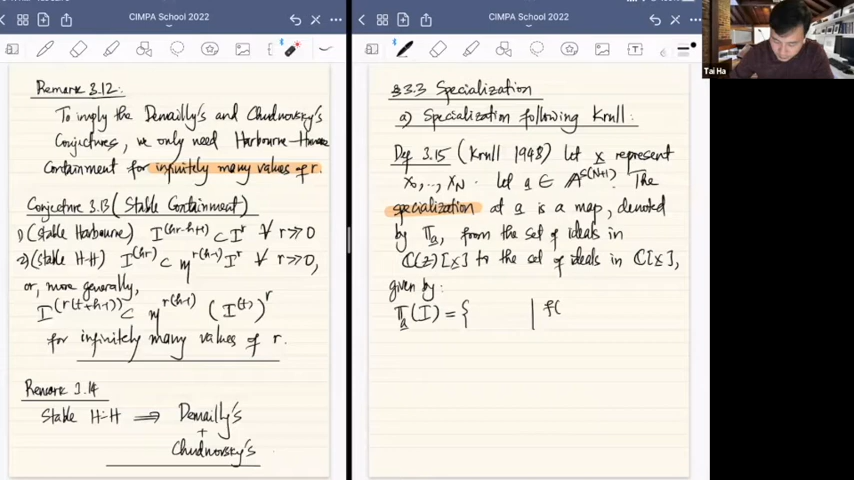 CIMPA School 2022
Remark 3.12:
To imply the Demailly's and Chudnovsky's
Conjectures, we only need Harbourne–Huneke
Containment for infinitely many values of r.
Conjecture 3.13 (Stable Containment)
1) (Stable Harbourne) I^(hr-h+1) ⊂ I^r ∀ r≫0
2) (Stable H-H) I^(hr) ⊂ m^r(h-1) I^r ∀ r≫0,
or, more generally,
I^(r(t+h-1)) ⊂ m^r(h-1) (I^(t))^r
for infinitely many values of r.
Remark 3.14
Stable H-H ⟹ Demailly's
+
Chudnovsky's
CIMPA School 2022
§3.3 Specialization
a) Specialization following Krull:
Def 3.15 (Krull 1948) Let x represent
x0,.., xN. Let a ∈ A^s(N+1). The
specialization at a is a map, denoted
by π_a, from the set of ideals in
C(z)[x] to the set of ideals in C[x],
given by:
π_a(I) = { | f(
Tai Ha